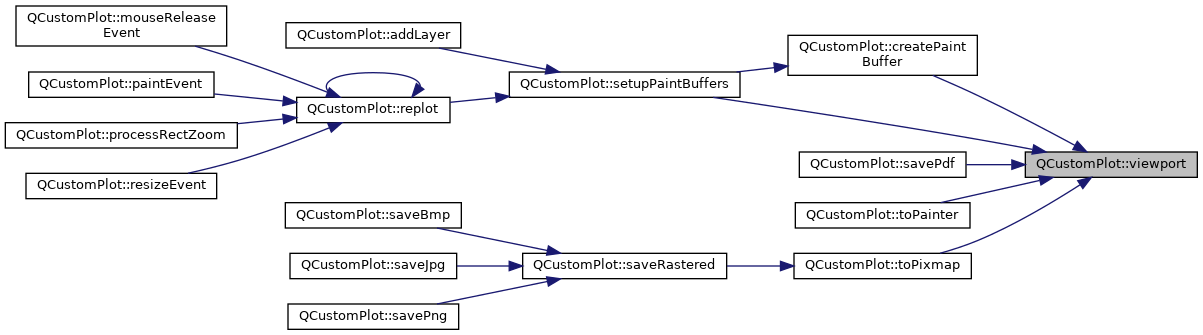 QCustomPlot::mouseRelease
Event
QCustomPlot::addLayer
QCustomPlot::createPaint
Buffer
QCustomPlot::paintEvent
QCustomPlot::setupPaintBuffers
QCustomPlot::replot
QCustomPlot::processRectZoom
QCustomPlot::savePdf
QCustomPlot::viewport
QCustomPlot::resizeEvent
QCustomPlot::saveBmp
QCustomPlot::toPainter
QCustomPlot::saveJpg
QCustomPlot::saveRastered
QCustomPlot::toPixmap
QCustomPlot::savePng